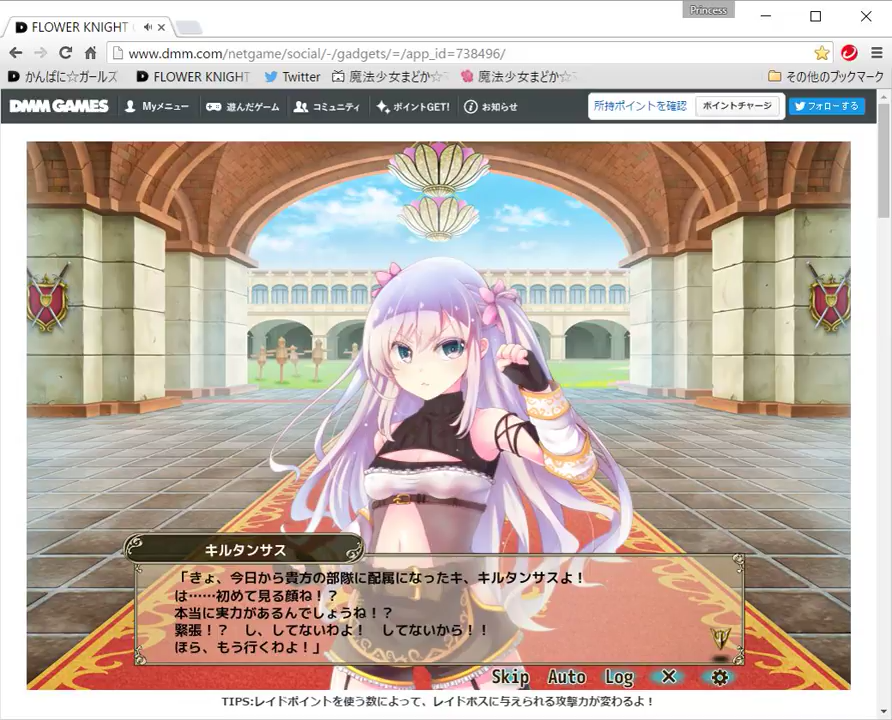 Princess
FLOWER KNIGHT
www.dmm.com/netgame/social/-/gadgets/=/app_id=738496/
かんぱに☆ガールズ FLOWER KNIGHT Twitter 魔法少女まどか☆ 魔法少女まどか☆ その他のブックマーク
DMM GAMES Myメニュー 遊んだゲーム コミュニティ ポイントGET! お知らせ 所持ポイントを確認 ポイントチャージ フォローする
キルタンサス
「きょ、今日から貴方の部隊に配属になったキ、キルタンサスよ！
は……初めて見る顔ね！？
本当に実力があるんでしょうね！？
緊張！？　し、してないわよ！　してないから！！
ほら、もう行くわよ！」
Skip Auto Log
TIPS:レイドポイントを使う数によって、レイドボスに与えられる攻撃力が変わるよ！